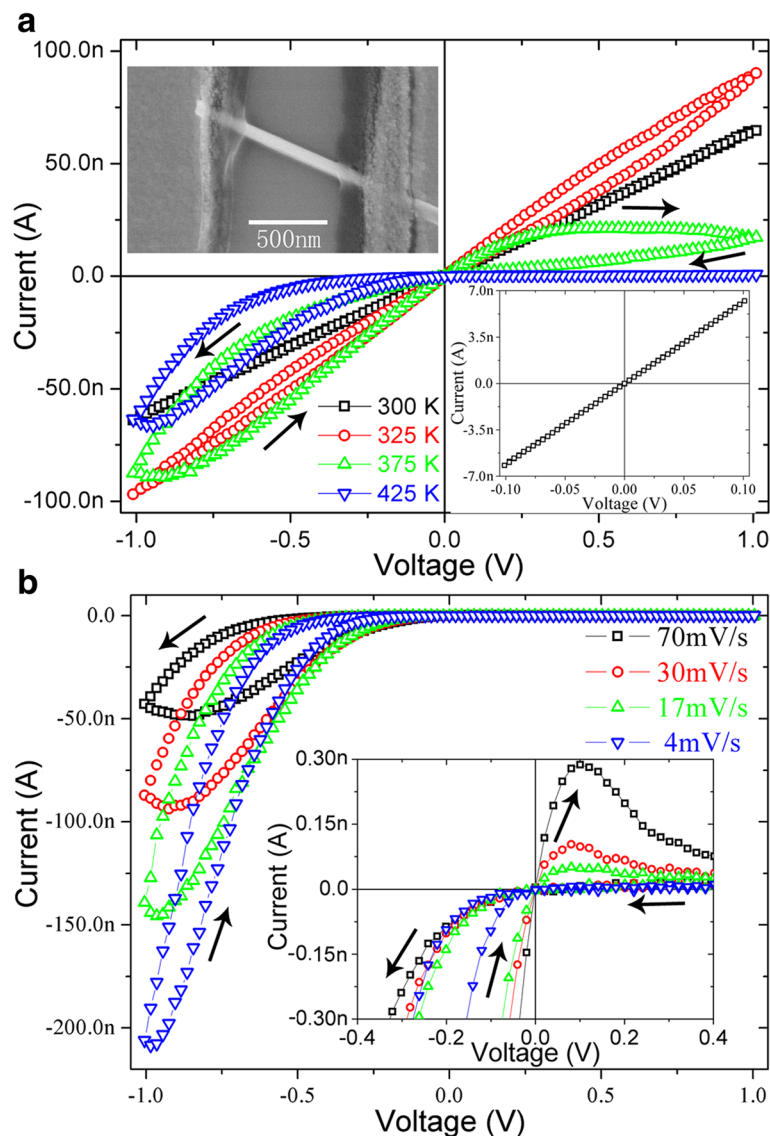 a
100.0n
50.0n
0.0
-50.0n
-100.0n
Current (A)
500nm
300 K
325 K
375 K
425 K
7.0n
3.5n
0.0
-3.5n
-7.0n
Current (A)
-0.10 -0.05 0.00 0.05 0.10
Voltage (V)
-1.0 -0.5 0.0 0.5 1.0
Voltage (V)
b
0.0
-50.0n
-100.0n
-150.0n
-200.0n
Current (A)
70mV/s
30mV/s
17mV/s
4mV/s
0.30n
0.15n
0.0
-0.15n
-0.30n
Current (A)
-0.4 -0.2 0.0 0.2 0.4
Voltage (V)
-1.0 -0.5 0.0 0.5 1.0
Voltage (V)